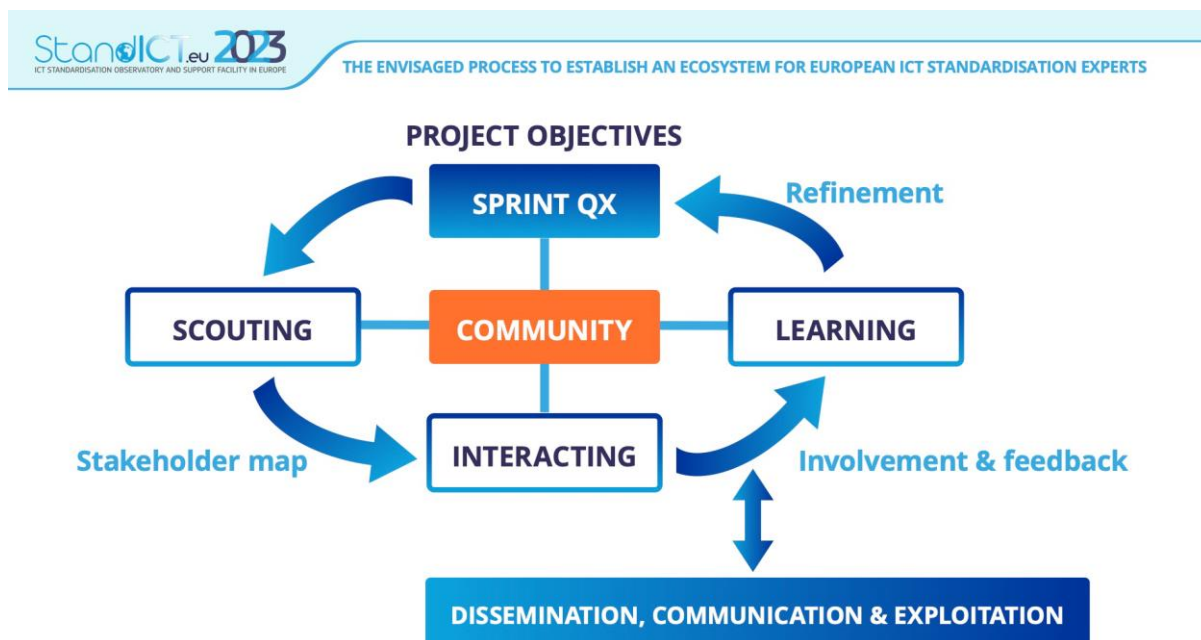 StandICT.eu 2023
ICT STANDARDISATION OBSERVATORY AND SUPPORT FACILITY IN EUROPE
THE ENVISAGED PROCESS TO ESTABLISH AN ECOSYSTEM FOR EUROPEAN ICT STANDARDISATION EXPERTS
PROJECT OBJECTIVES
SPRINT QX
Refinement
SCOUTING
COMMUNITY
LEARNING
Stakeholder map
INTERACTING
Involvement & feedback
DISSEMINATION, COMMUNICATION & EXPLOITATION